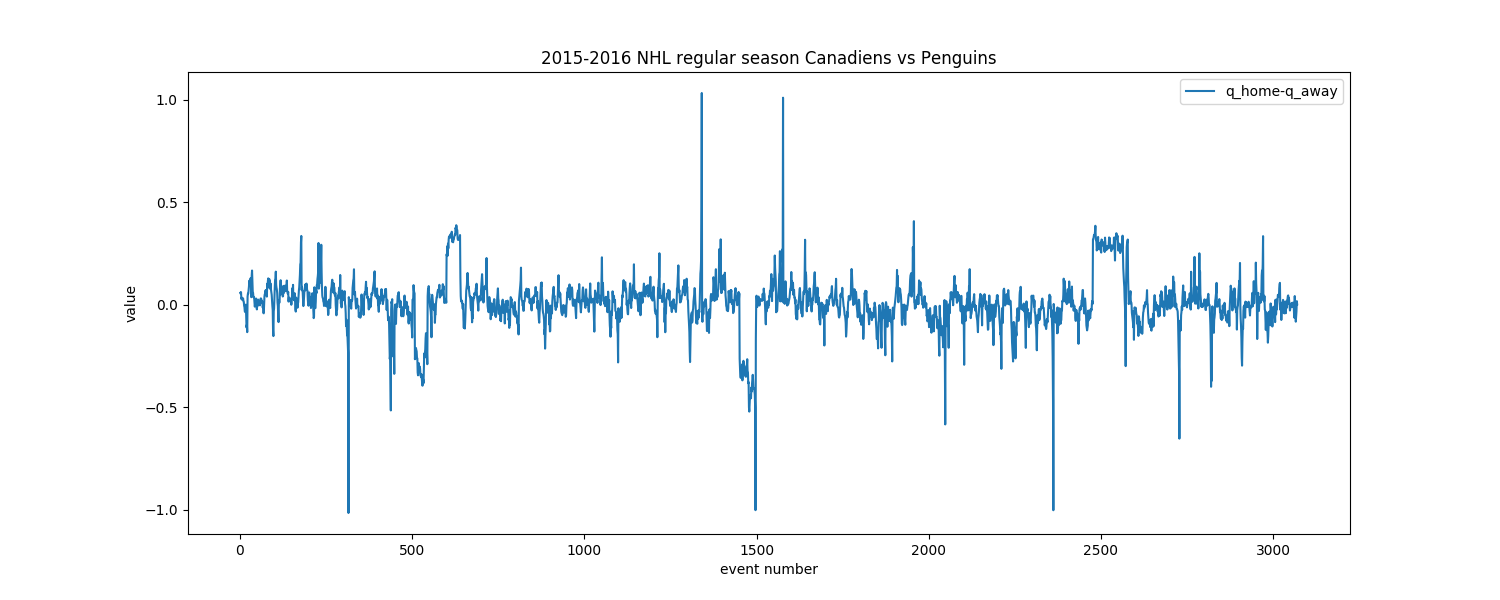 2015-2016 NHL regular season Canadiens vs Penguins
q_home-q_away
1.0
0.5
0.0
−0.5
−1.0
value
0 500 1000 1500 2000 2500 3000
event number